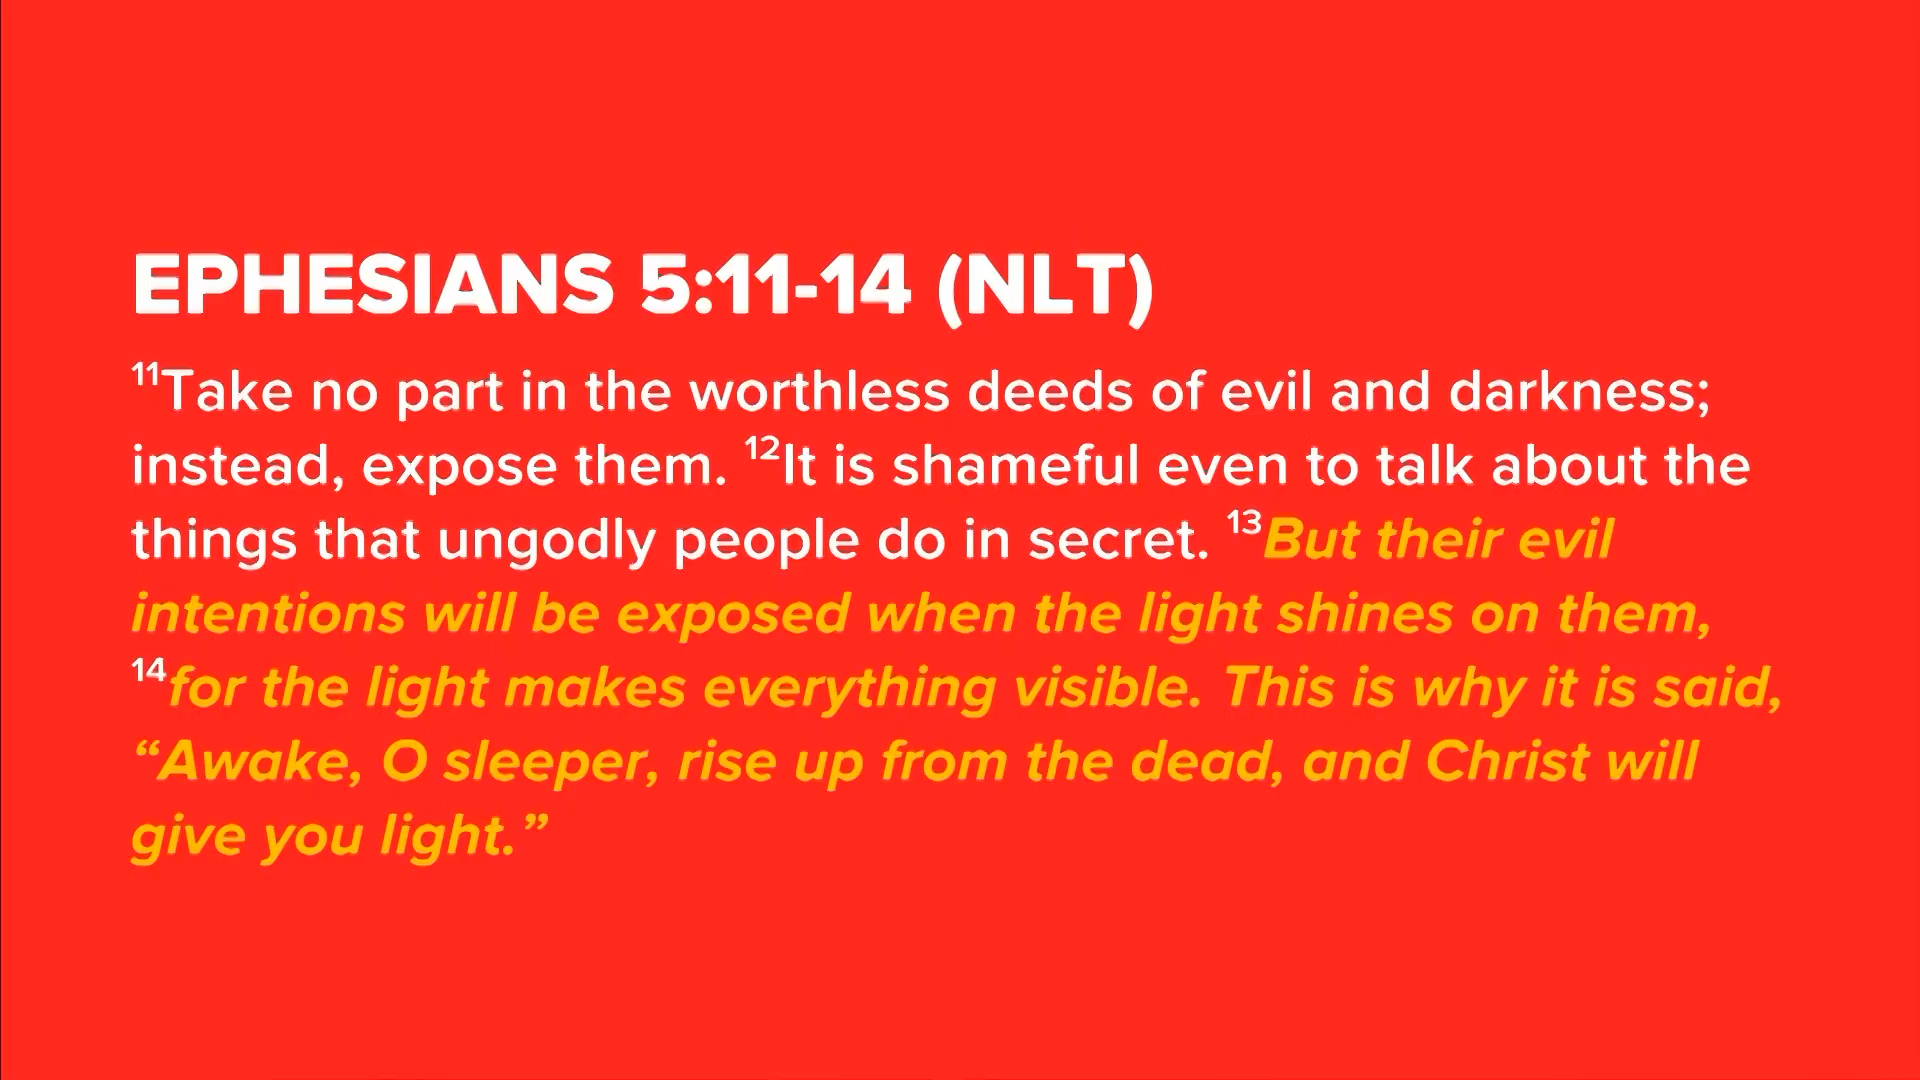 EPHESIANS 5:11-14 (NLT)
¹¹Take no part in the worthless deeds of evil and darkness;
instead, expose them. ¹²It is shameful even to talk about the
things that ungodly people do in secret. ¹³But their evil
intentions will be exposed when the light shines on them,
¹⁴for the light makes everything visible. This is why it is said,
“Awake, O sleeper, rise up from the dead, and Christ will
give you light.”